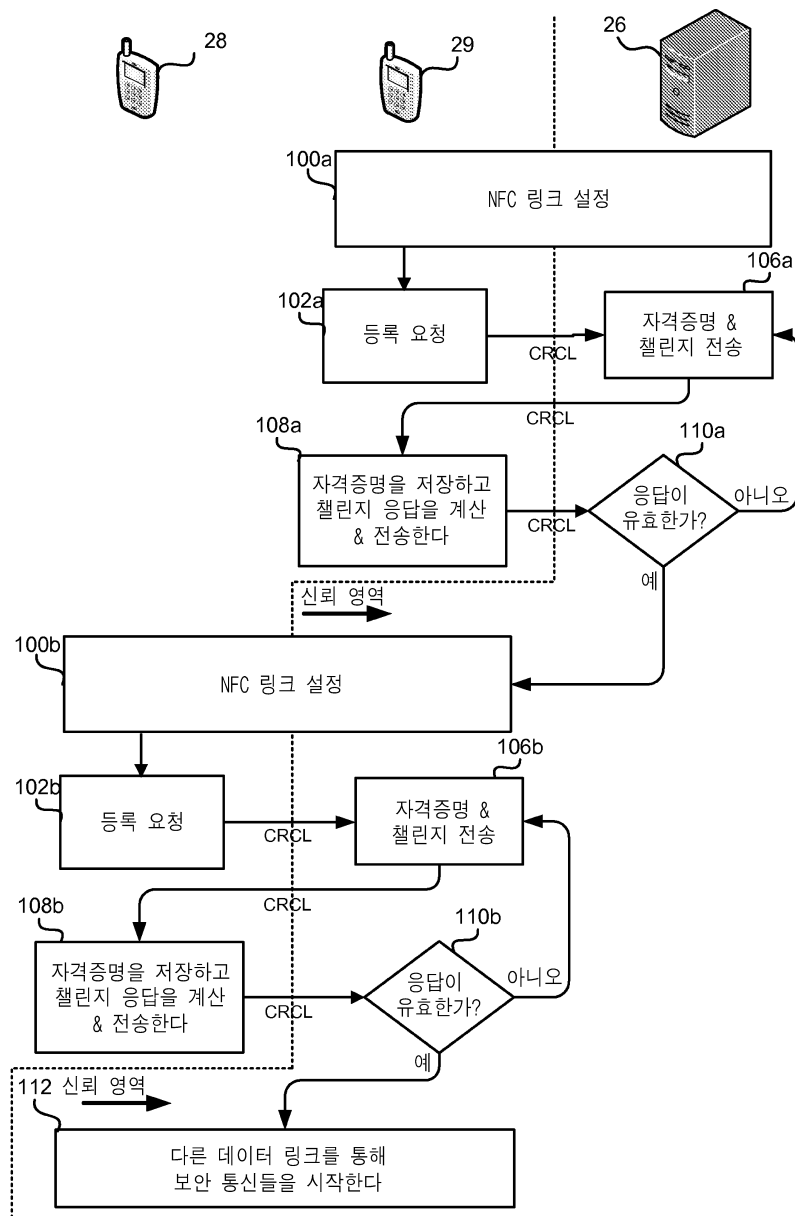 28
29
26
100a
NFC 링크 설정
106a
102a
등록 요청
CRCL
자격증명 &
챌린지 전송
CRCL
108a
110a
자격증명을 저장하고
챌린지 응답을 계산
& 전송한다
CRCL
응답이
유효한가?
아니오
예
신뢰 영역
100b
NFC 링크 설정
106b
102b
등록 요청
CRCL
자격증명 &
챌린지 전송
CRCL
108b
110b
자격증명을 저장하고
챌린지 응답을 계산
& 전송한다
CRCL
응답이
유효한가?
아니오
예
112 신뢰 영역
다른 데이터 링크를 통해
보안 통신들을 시작한다